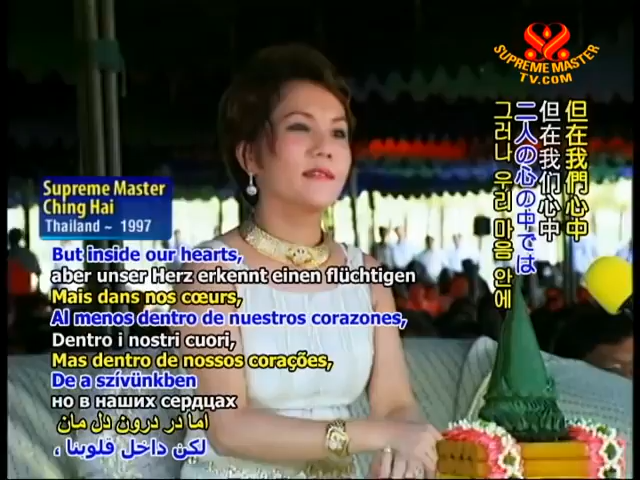 SUPREME MASTER
TV.COM
Supreme Master
Ching Hai
Thailand ~ 1997
But inside our hearts,
aber unser Herz erkennt einen flüchtigen
Mais dans nos cœurs,
Al menos dentro de nuestros corazones,
Dentro i nostri cuori,
Mas dentro de nossos corações,
De a szívünkben
но в наших сердцах
اما در درون دل مان
لكن داخل قلوبنا ،
但在我們心中
但在我们心中
二人の心の中では
그러나 우리 마음 안에